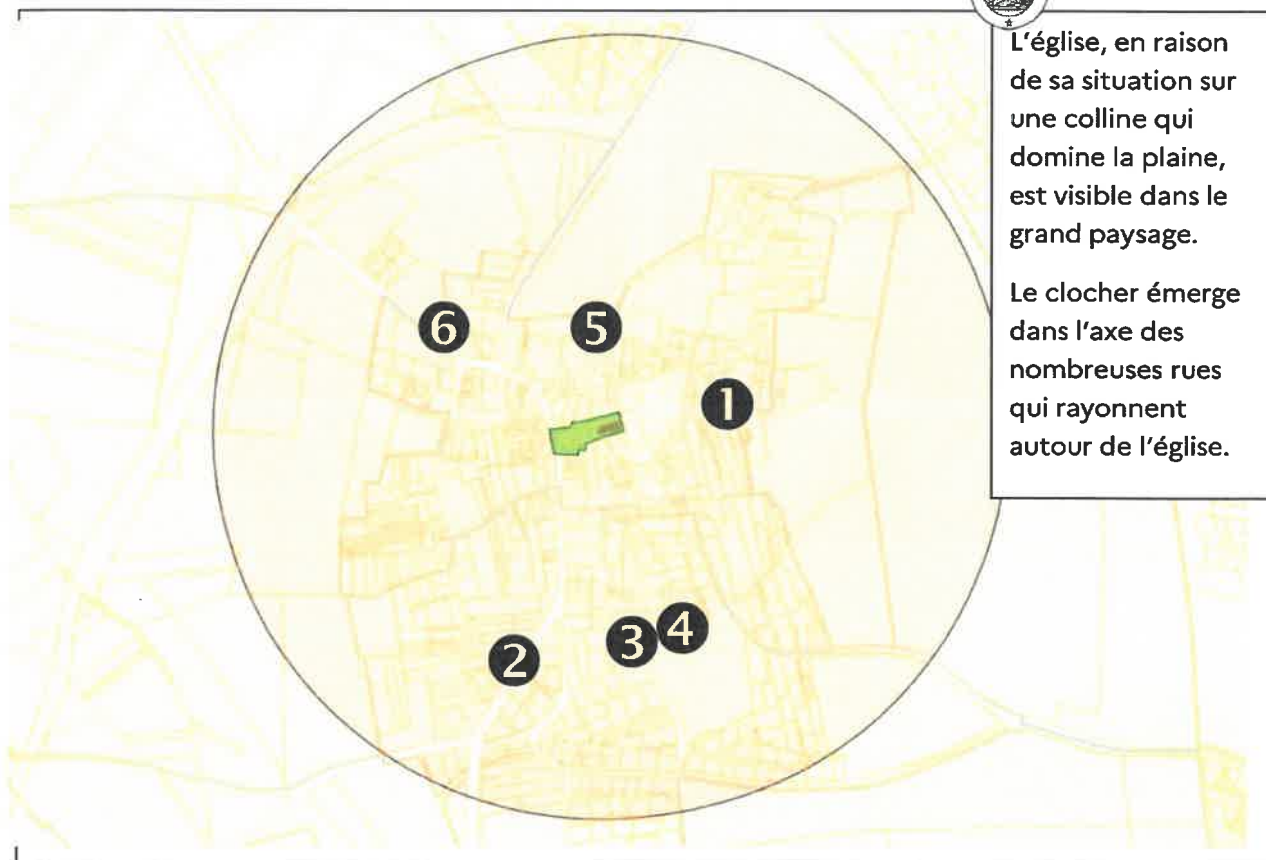 L'église, en raison
de sa situation sur
une colline qui
domine la plaine,
est visible dans le
grand paysage.
Le clocher émerge
dans l'axe des
nombreuses rues
qui rayonnent
autour de l'église.
6
5
1
3
4
2